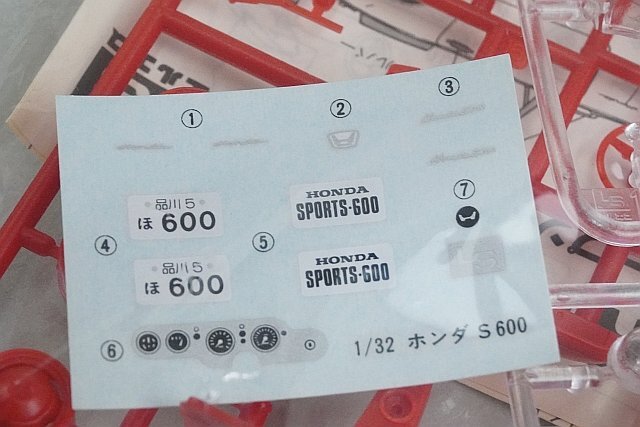 ① ② ③
品川 5
ほ 600
HONDA
SPORTS-600
⑦
④
⑤
品川 5
ほ 600
HONDA
SPORTS-600
⑥
1/32 ホンダ S600